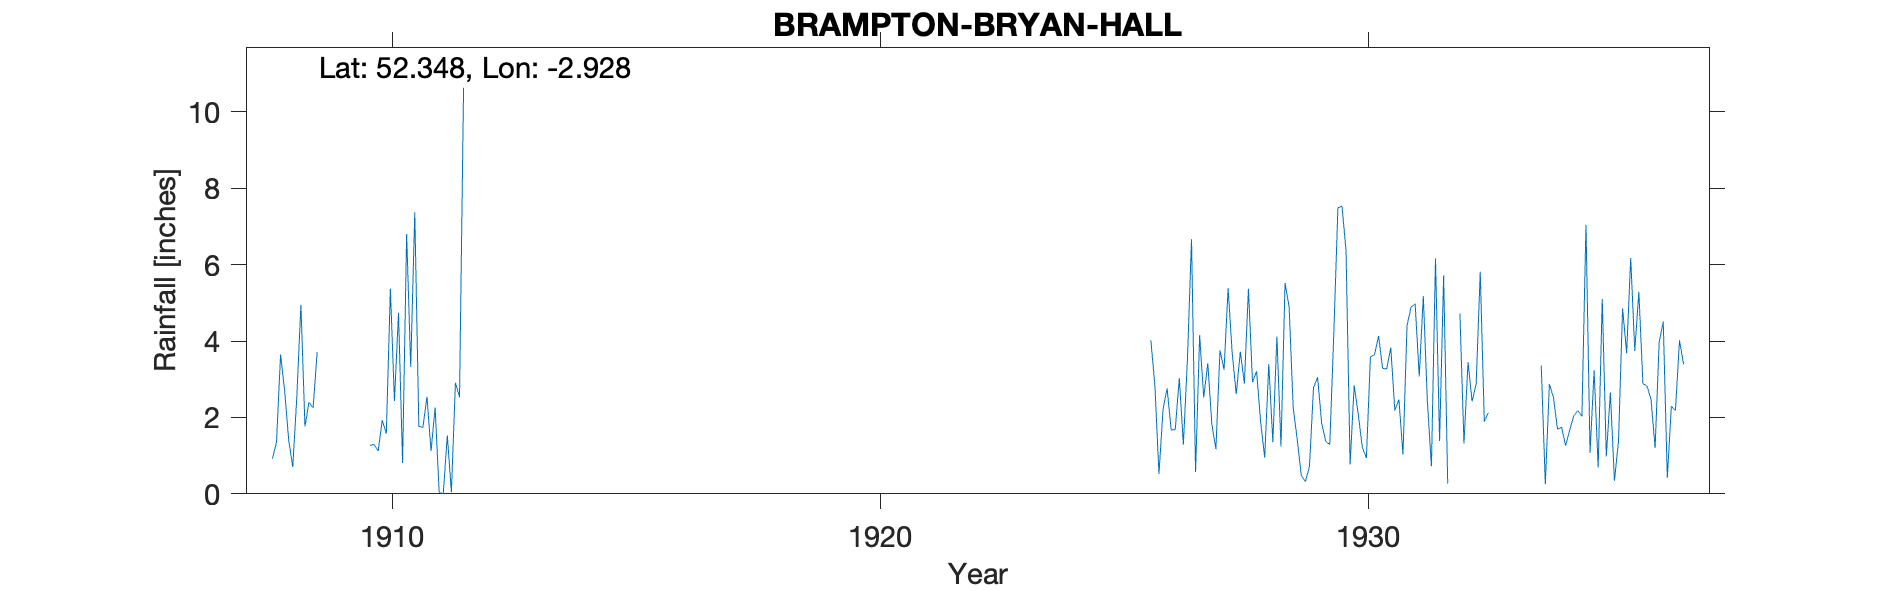 BRAMPTON-BRYAN-HALL
Lat: 52.348, Lon: -2.928
10
8
6
4
2
0
Rainfall [inches]
1910 1920 1930
Year